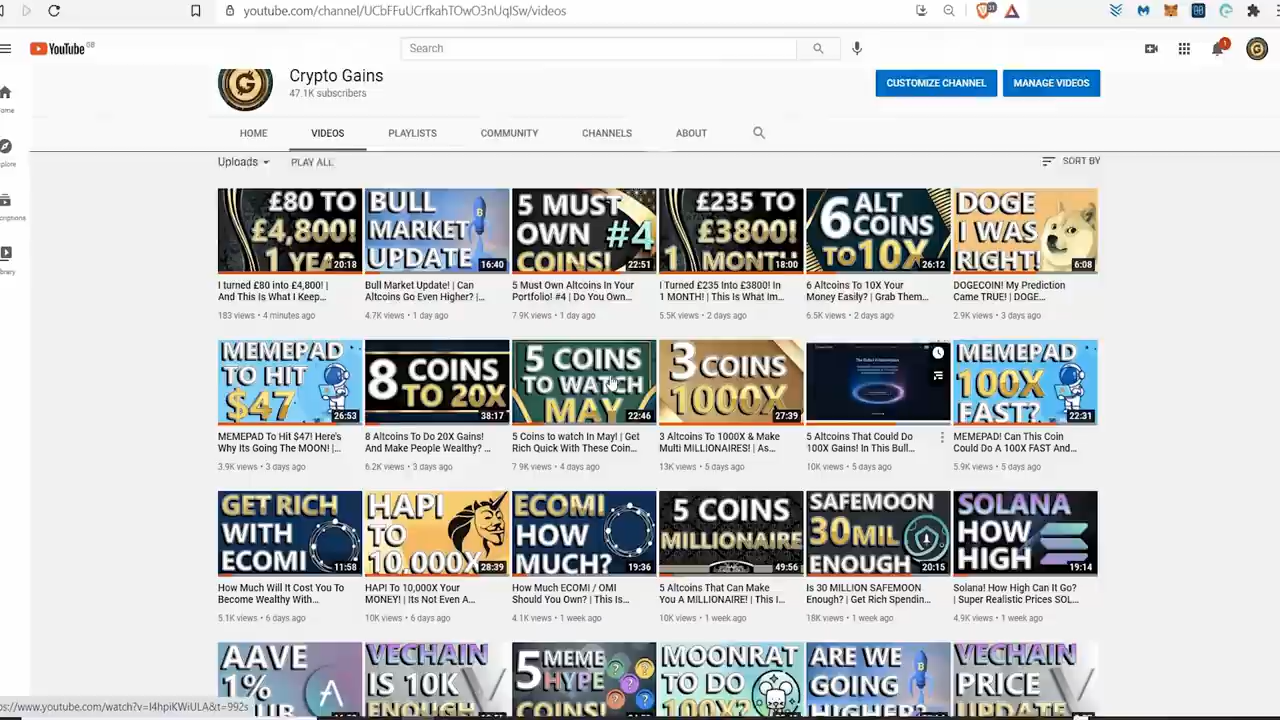 youtube.com/channel/UCbFFuUCrfkahTOwO3nUqISw/videos
31
YouTube GB
Search
1
Crypto Gains
47.1K subscribers
CUSTOMIZE CHANNEL
MANAGE VIDEOS
HOME VIDEOS PLAYLISTS COMMUNITY CHANNELS ABOUT
Uploads PLAY ALL SORT BY
£80 TO
£4,800!
1 YEAR
20:18
I turned £80 into £4,800! |
And This Is What I Keep...
183 views • 4 minutes ago
BULL
MARKET
UPDATE
16:40
Bull Market Update! | Can
Altcoins Go Even Higher? |...
4.7K views • 1 day ago
5 MUST
OWN #4
COINS!
22:51
5 Must Own Altcoins In Your
Portfolio! #4 | Do You Own...
7.9K views • 1 day ago
£235 TO
£3800!
1 MONTH!
18:00
I Turned £235 Into £3800! In
1 MONTH! | This Is What Im...
5.5K views • 2 days ago
6 ALT
COINS
TO 10X
26:12
6 Altcoins To 10X Your
Money Easily? | Grab Them...
6.5K views • 2 days ago
DOGE
I WAS
RIGHT!
6:08
DOGECOIN! My Prediction
Came TRUE! | DOGE...
2.9K views • 3 days ago
MEMEPAD
TO HIT
$47
26:53
MEMEPAD To Hit $47! Here's
Why Its Going The MOON! |...
3.9K views • 3 days ago
8 COINS
TO 20X
38:17
8 Altcoins To Do 20X Gains!
And Make People Wealthy? ...
6.2K views • 3 days ago
5 COINS
TO WATCH
MAY
22:46
5 Coins to watch In May! | Get
Rich Quick With These Coin...
7.9K views • 4 days ago
3 COINS
1000X
27:39
3 Altcoins To 1000X & Make
Multi MILLIONAIRES! | As...
13K views • 5 days ago
5 Altcoins That Could Do
100X Gains! In This Bull...
10K views • 5 days ago
MEMEPAD
100X
FAST?
22:31
MEMEPAD! Can This Coin
Could Do A 100X FAST And...
5.9K views • 5 days ago
GET RICH
WITH
ECOMI
11:58
How Much Will It Cost You To
Become Wealthy With...
5.1K views • 6 days ago
HAPI
TO
10,000X
28:39
HAPI To 10,000X Your
MONEY! | Its Not Even A...
10K views • 6 days ago
ECOMI
HOW
MUCH?
19:36
How Much ECOMI / OMI
Should You Own? | This Is...
4.1K views • 1 week ago
5 COINS
MILLIONAIRE
49:56
5 Altcoins That Can Make
You A MILLIONAIRE! | This I...
10K views • 1 week ago
SAFEMOON
30MIL
ENOUGH
20:15
Is 30 MILLION SAFEMOON
Enough? | Get Rich Spendin...
18K views • 1 week ago
SOLANA
HOW
HIGH
19:14
Solana! How High Can It Go?
| Super Realistic Prices SOL...
4.9K views • 1 week ago
AAVE
1%
VECHAIN
IS 10K
ENOUGH
5 MEME
HYPE
COINS!
MOONRAT
TO DO
100X?
ARE WE
GOING
HIGHER?
VECHAIN
PRICE
UPDATE
ps://www.youtube.com/watch?v=I4hpiKWiULA&t=992s